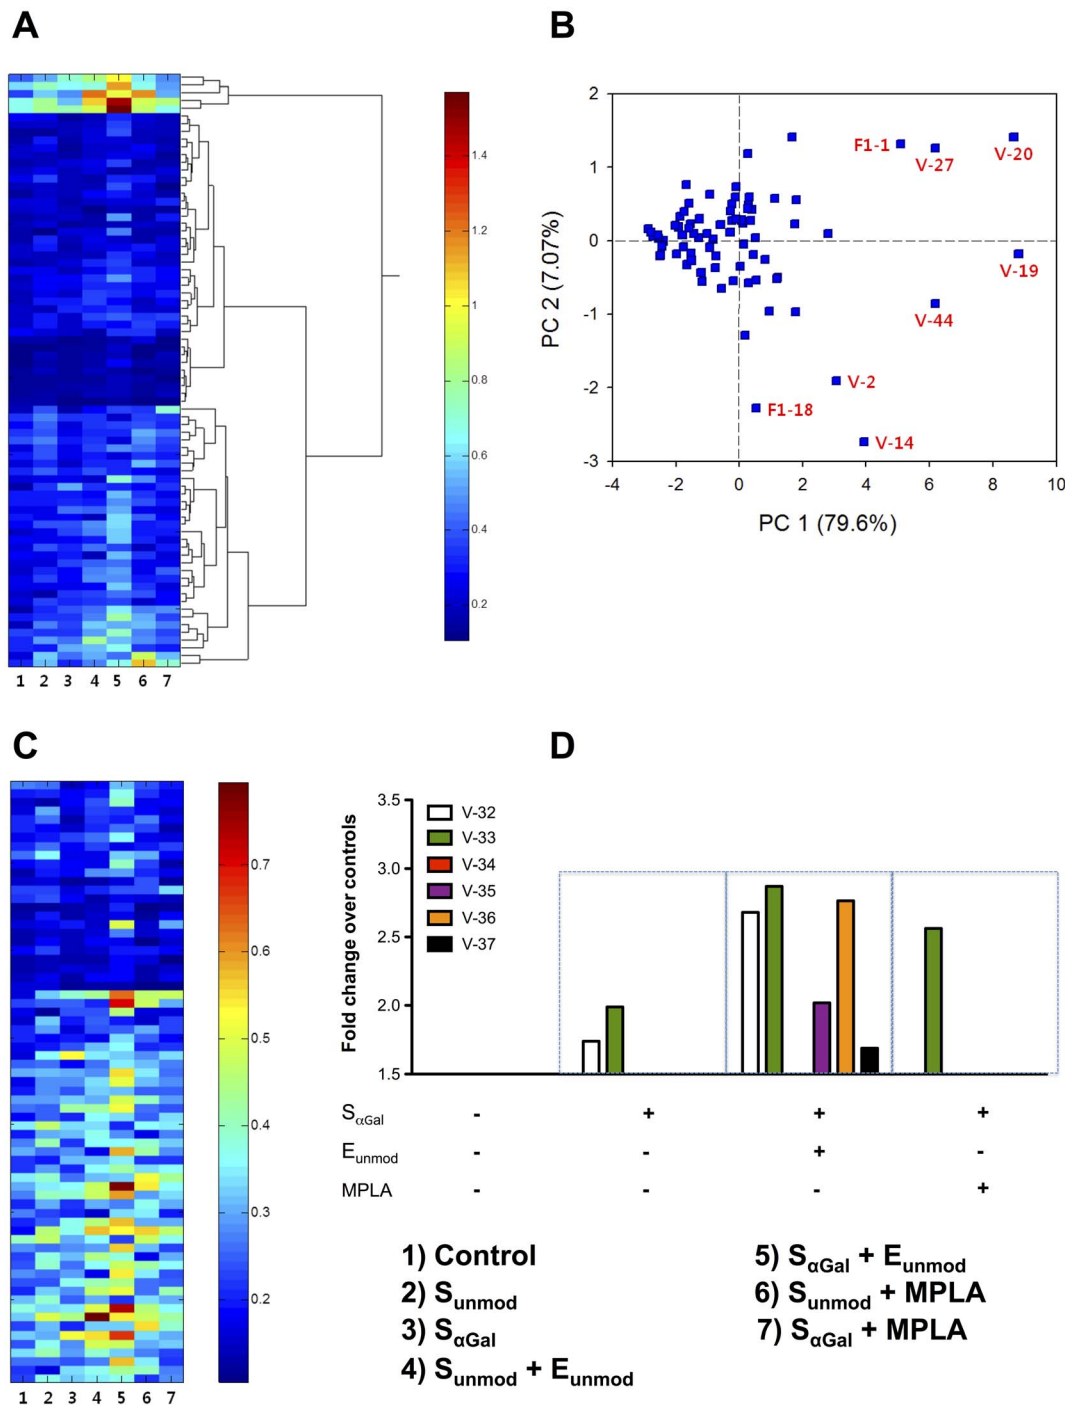 A
B
1.4
1.2
1
0.8
0.6
0.4
0.2
1 2 3 4 5 6 7
PC 2 (7.07%)
2
1
0
-1
-2
-3
F1-1
V-27
V-20
V-19
V-44
V-2
F1-18
V-14
-4 -2 0 2 4 6 8 10
PC 1 (79.6%)
C
D
0.7
0.6
0.5
0.4
0.3
0.2
1 2 3 4 5 6 7
Fold change over controls
3.5
3.0
2.5
2.0
1.5
V-32
V-33
V-34
V-35
V-36
V-37
SαGal - + + +
Eunmod - - + -
MPLA - - - +
1) Control
2) Sunmod
3) SαGal
4) Sunmod + Eunmod
5) SαGal + Eunmod
6) Sunmod + MPLA
7) SαGal + MPLA